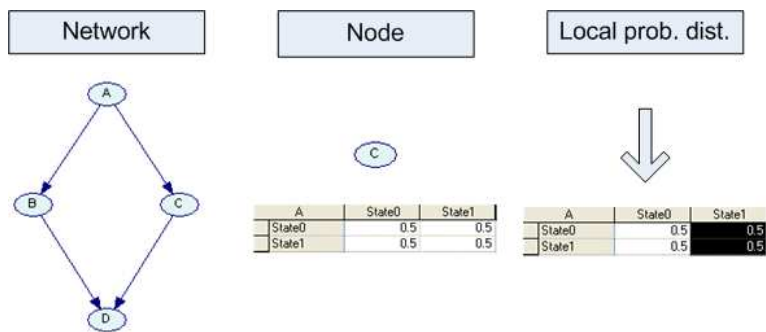 Network
Node
Local prob. dist.
A
B
C
D
C
A State0 State1
State0 0.5 0.5
State1 0.5 0.5
A State0 State1
State0 0.5 0.5
State1 0.5 0.5